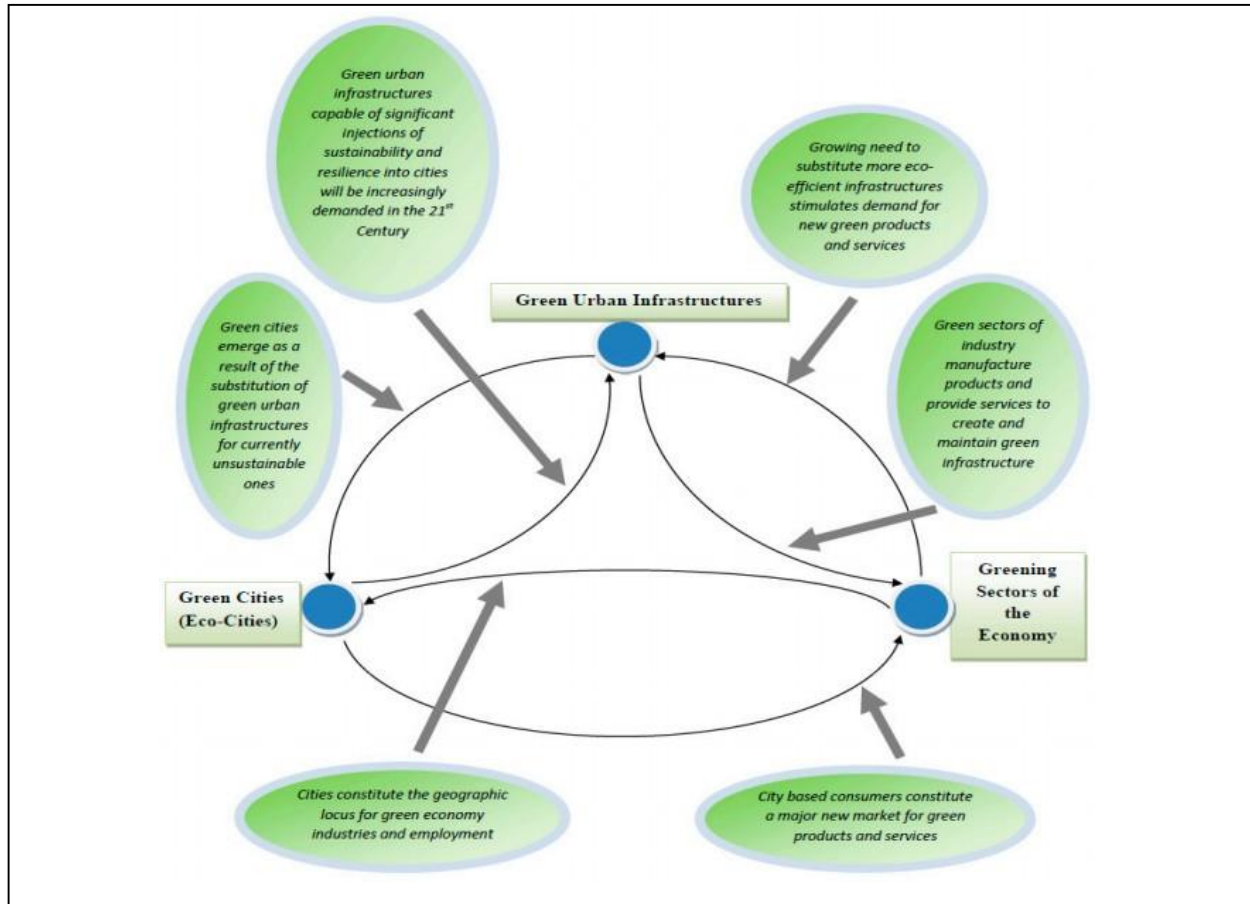 Green urban
infrastructures
capable of significant
injections of
sustainability and
resilience into cities
will be increasingly
demanded in the 21st
Century
Growing need to
substitute more eco-
efficient infrastructures
stimulates demand for
new green products
and services
Green Urban Infrastructures
Green cities
emerge as a
result of the
substitution of
green urban
infrastructures
for currently
unsustainable
ones
Green sectors of
industry
manufacture
products and
provide services to
create and
maintain green
infrastructure
Green Cities
(Eco-Cities)
Greening
Sectors of
the
Economy
Cities constitute the geographic
locus for green economy
industries and employment
City based consumers constitute
a major new market for green
products and services